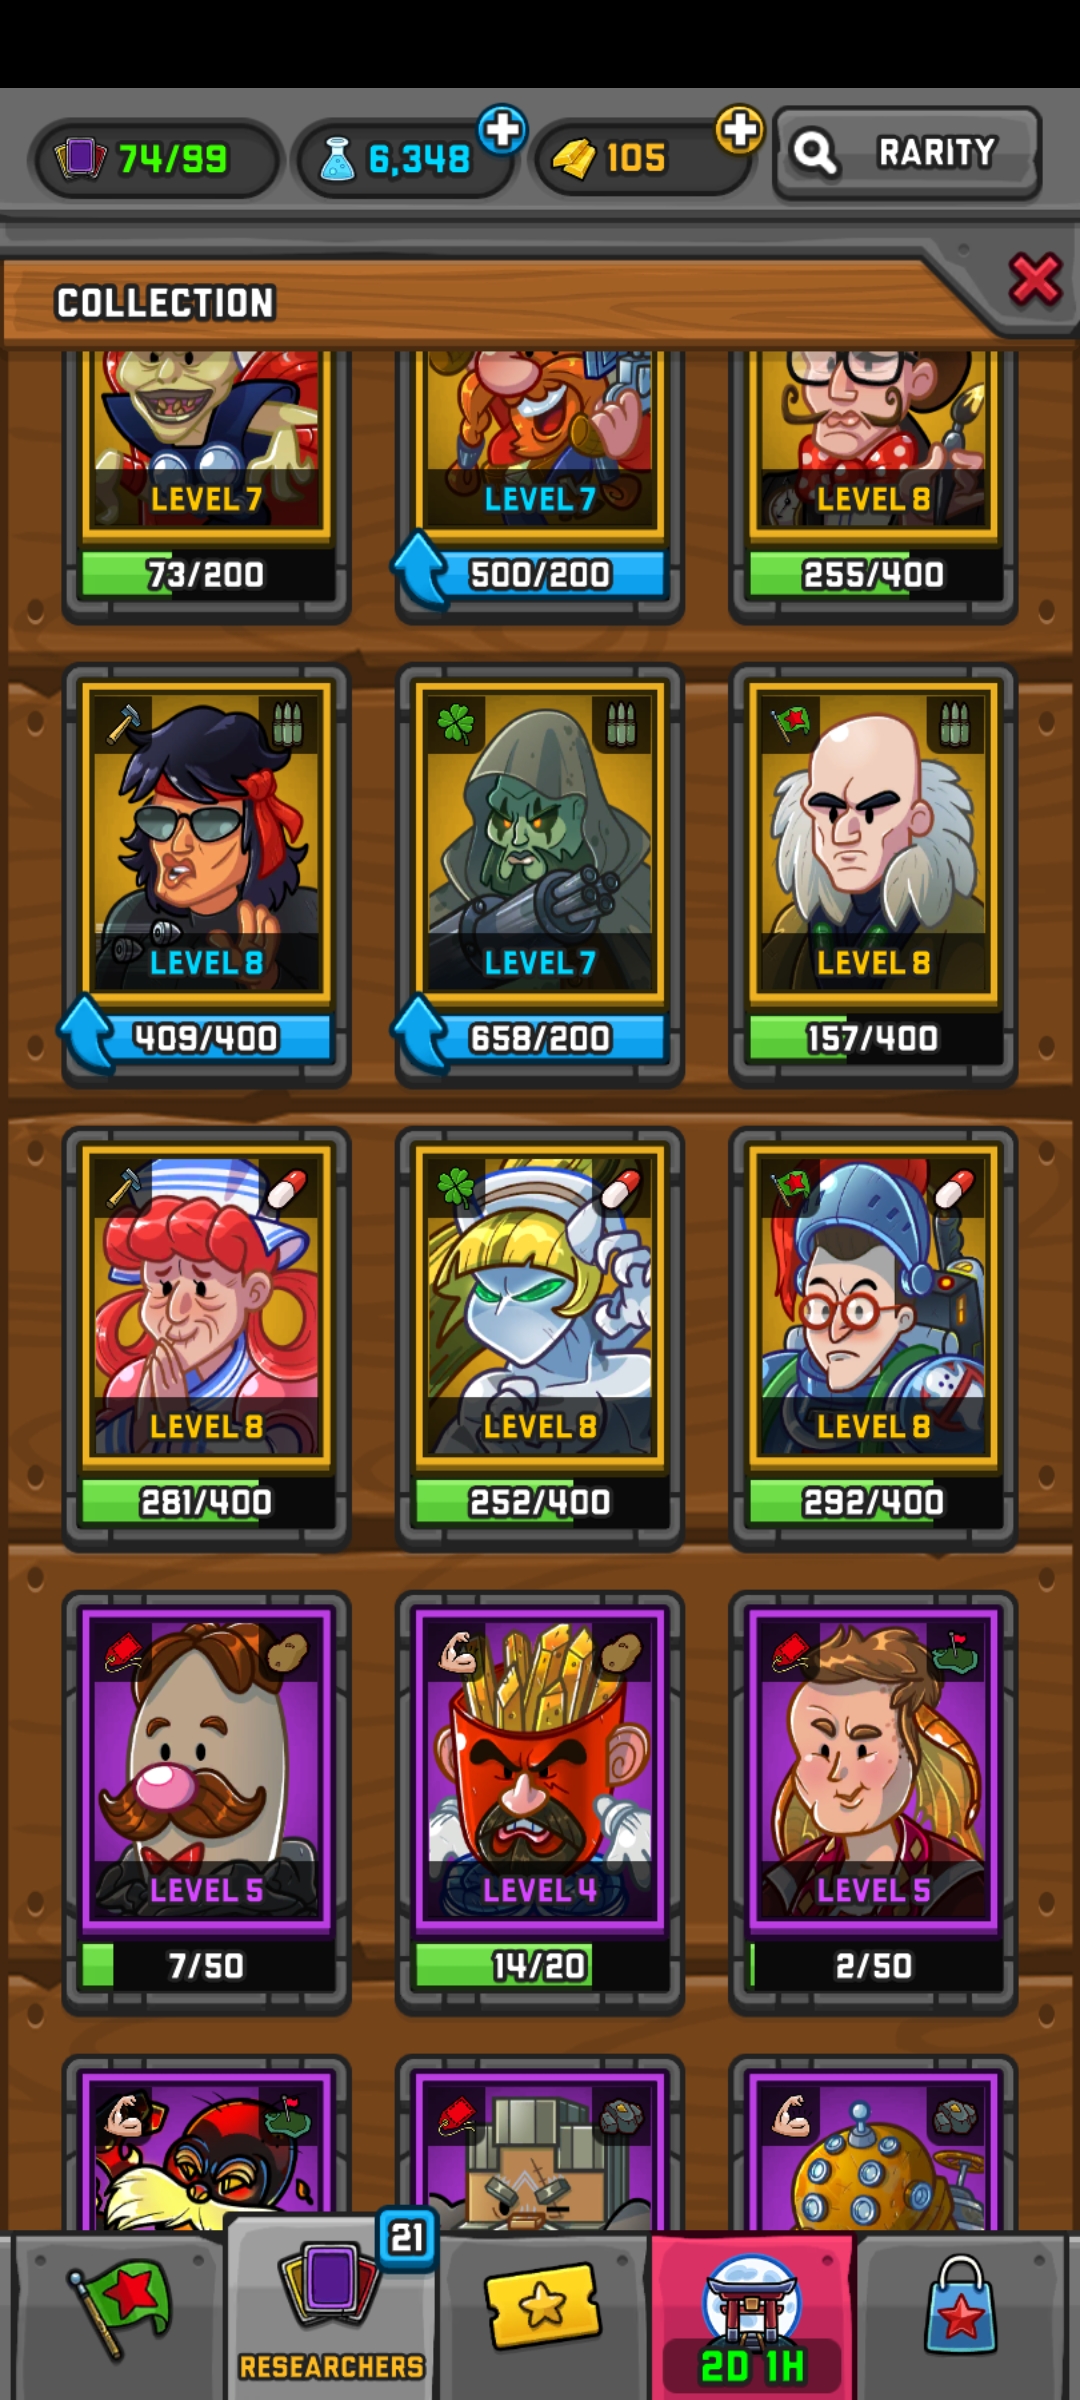 74/99 6,348 105 RARITY
COLLECTION
LEVEL 7 LEVEL 7 LEVEL 8
73/200 500/200 255/400
LEVEL 8 LEVEL 7 LEVEL 8
409/400 658/200 157/400
LEVEL 8 LEVEL 8 LEVEL 8
281/400 252/400 292/400
LEVEL 5 LEVEL 4 LEVEL 5
7/50 14/20 2/50
21
RESEARCHERS 2D 1H